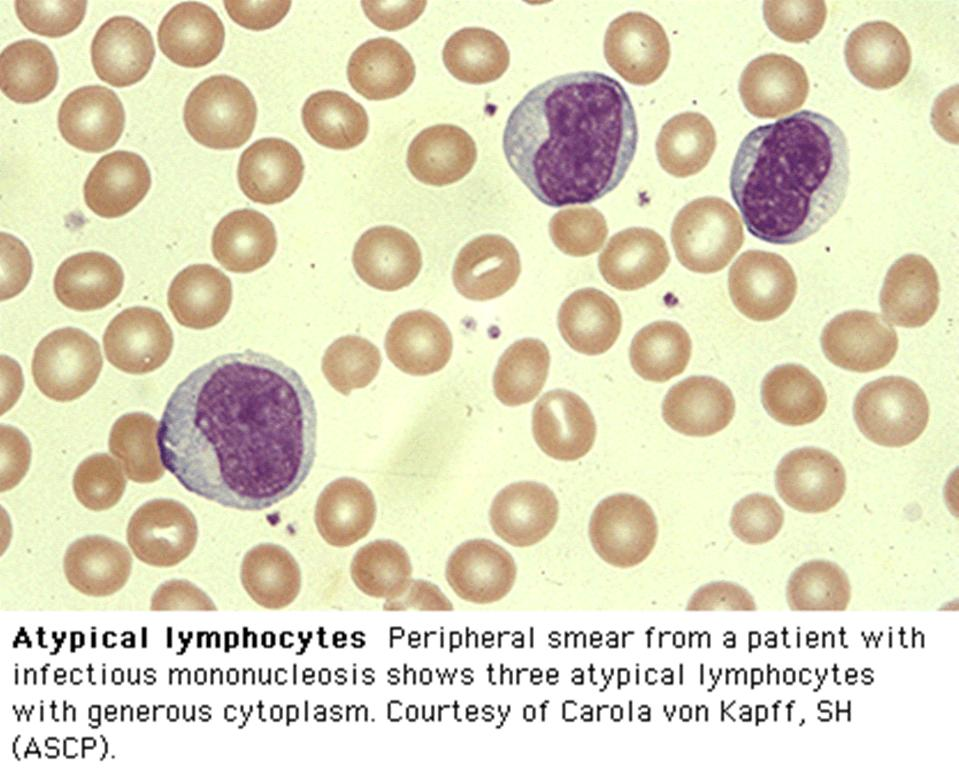 Atypical lymphocytes Peripheral smear from a patient with
infectious mononucleosis shows three atypical lymphocytes
with generous cytoplasm. Courtesy of Carola von Kapff, SH
(ASCP).